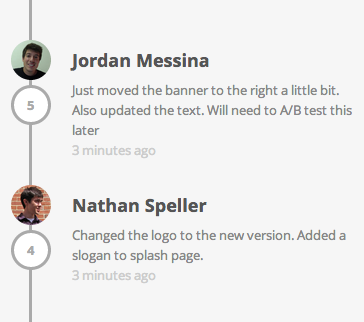 Jordan Messina
5
Just moved the banner to the right a little bit.
Also updated the text. Will need to A/B test this
later
3 minutes ago
Nathan Speller
4
Changed the logo to the new version. Added a
slogan to splash page.
3 minutes ago